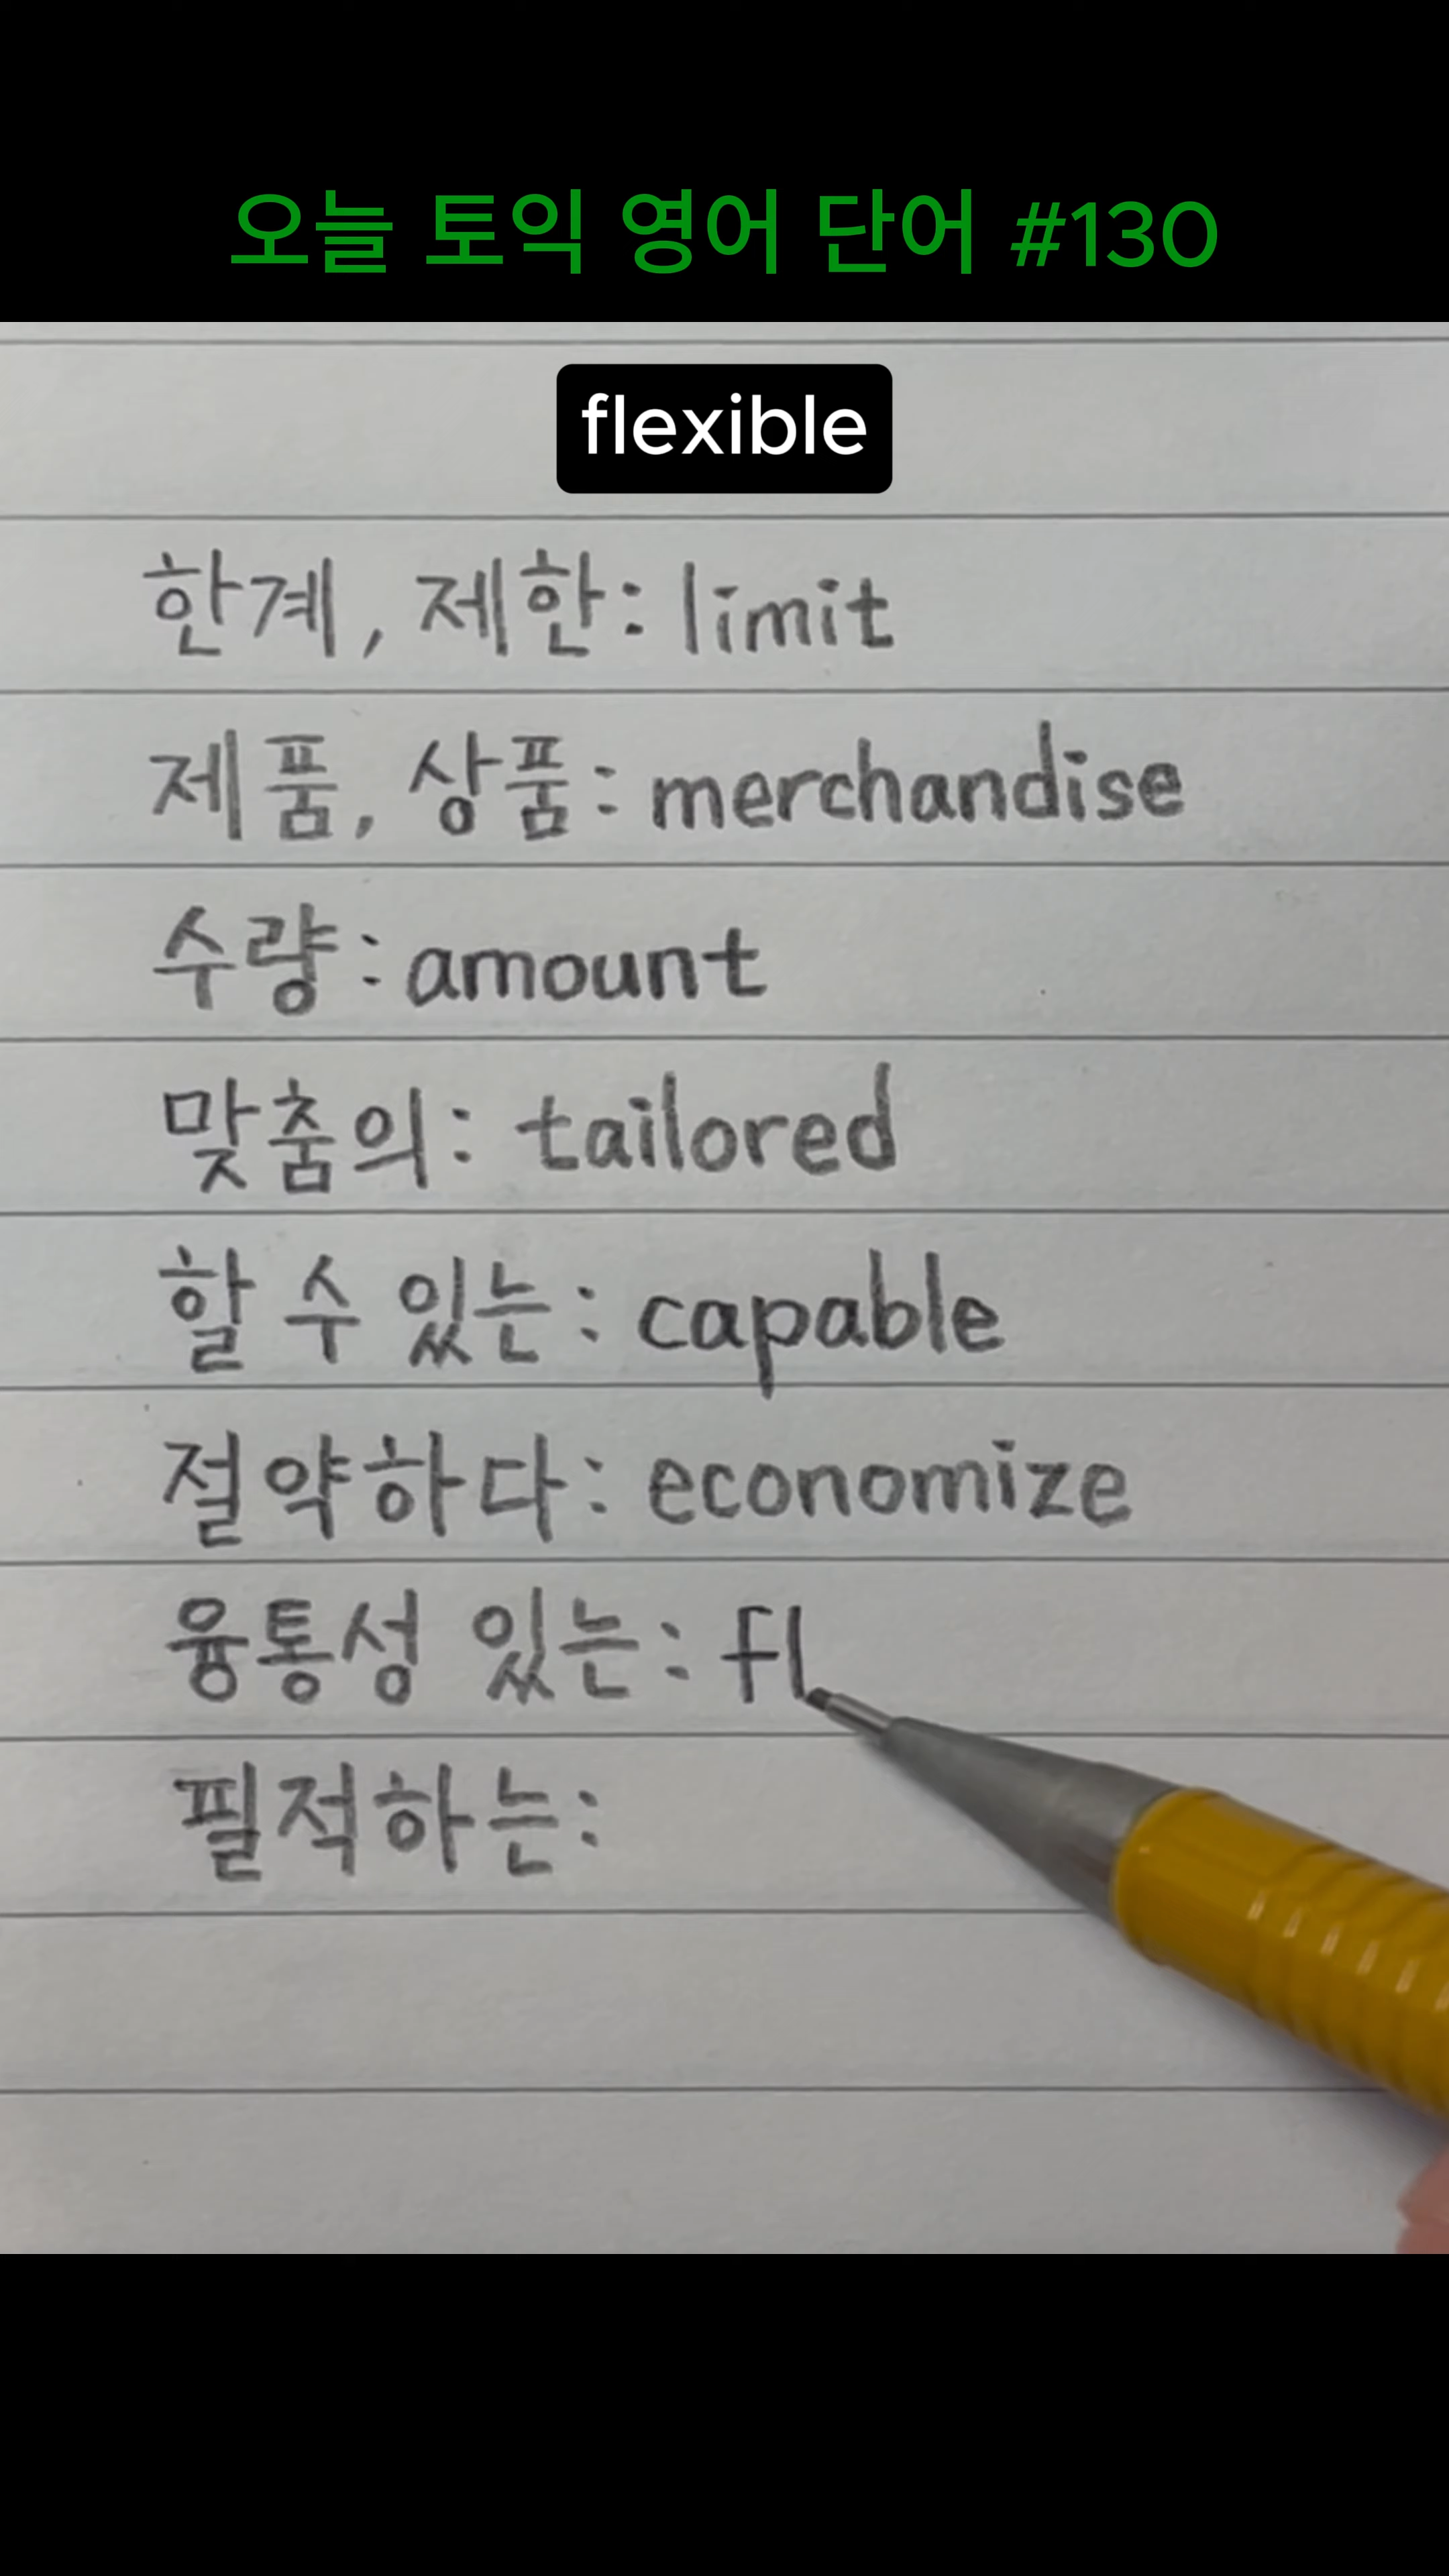 오늘 토익 영어 단어 #130
flexible
한계, 제한: limit
제품, 상품: merchandise
수량: amount
맞춤의: tailored
할 수 있는: capable
절약하다: economize
융통성 있는: fl
필적하는: